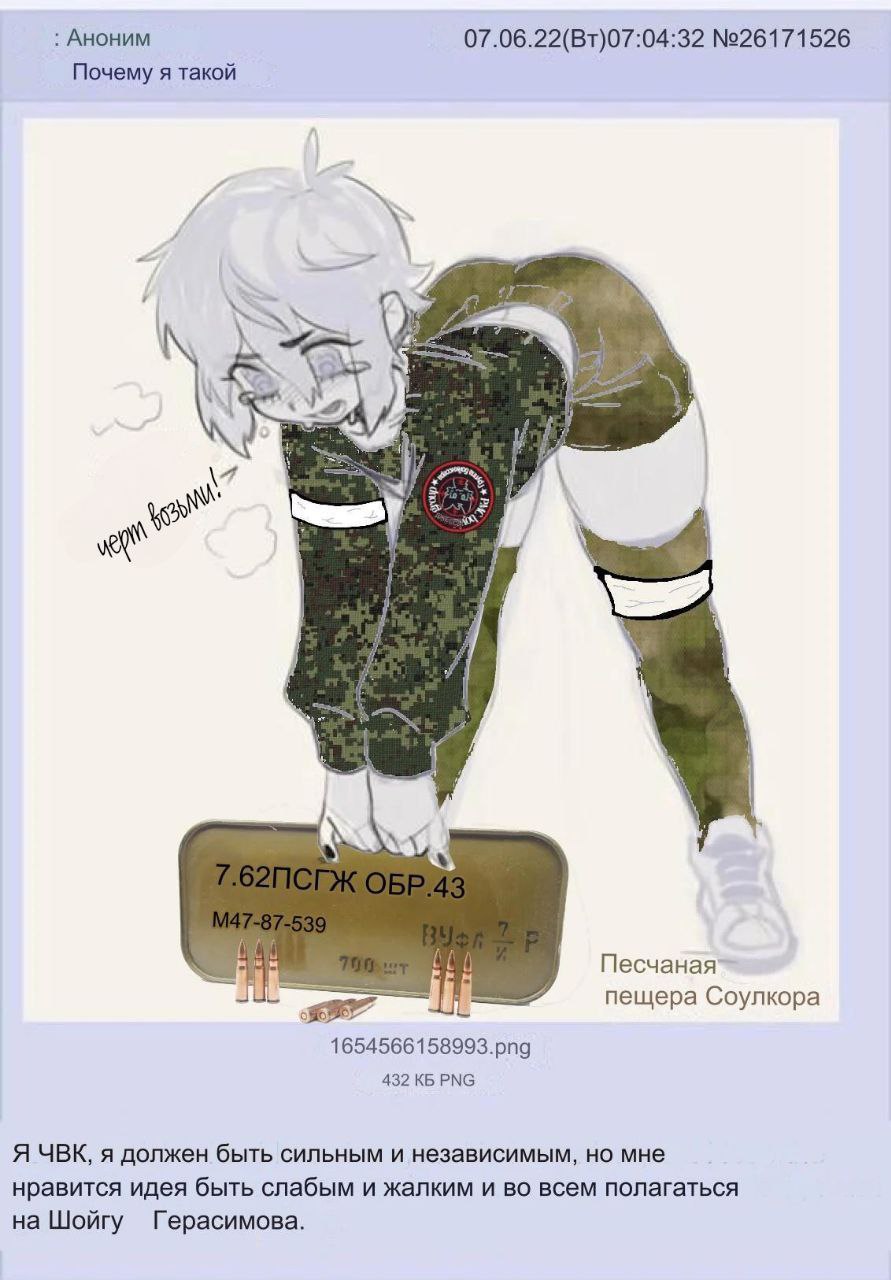 : Аноним 07.06.22(Вт)07:04:32 №26171526
Почему я такой
черт возьми!
7.62ПСГЖ ОБР.43
М47-87-539
700 шт
Песчаная
пещера Соулкора
1654566158993.png
432 КБ PNG
Я ЧВК, я должен быть сильным и независимым, но мне
нравится идея быть слабым и жалким и во всем полагаться
на Шойгу Герасимова.